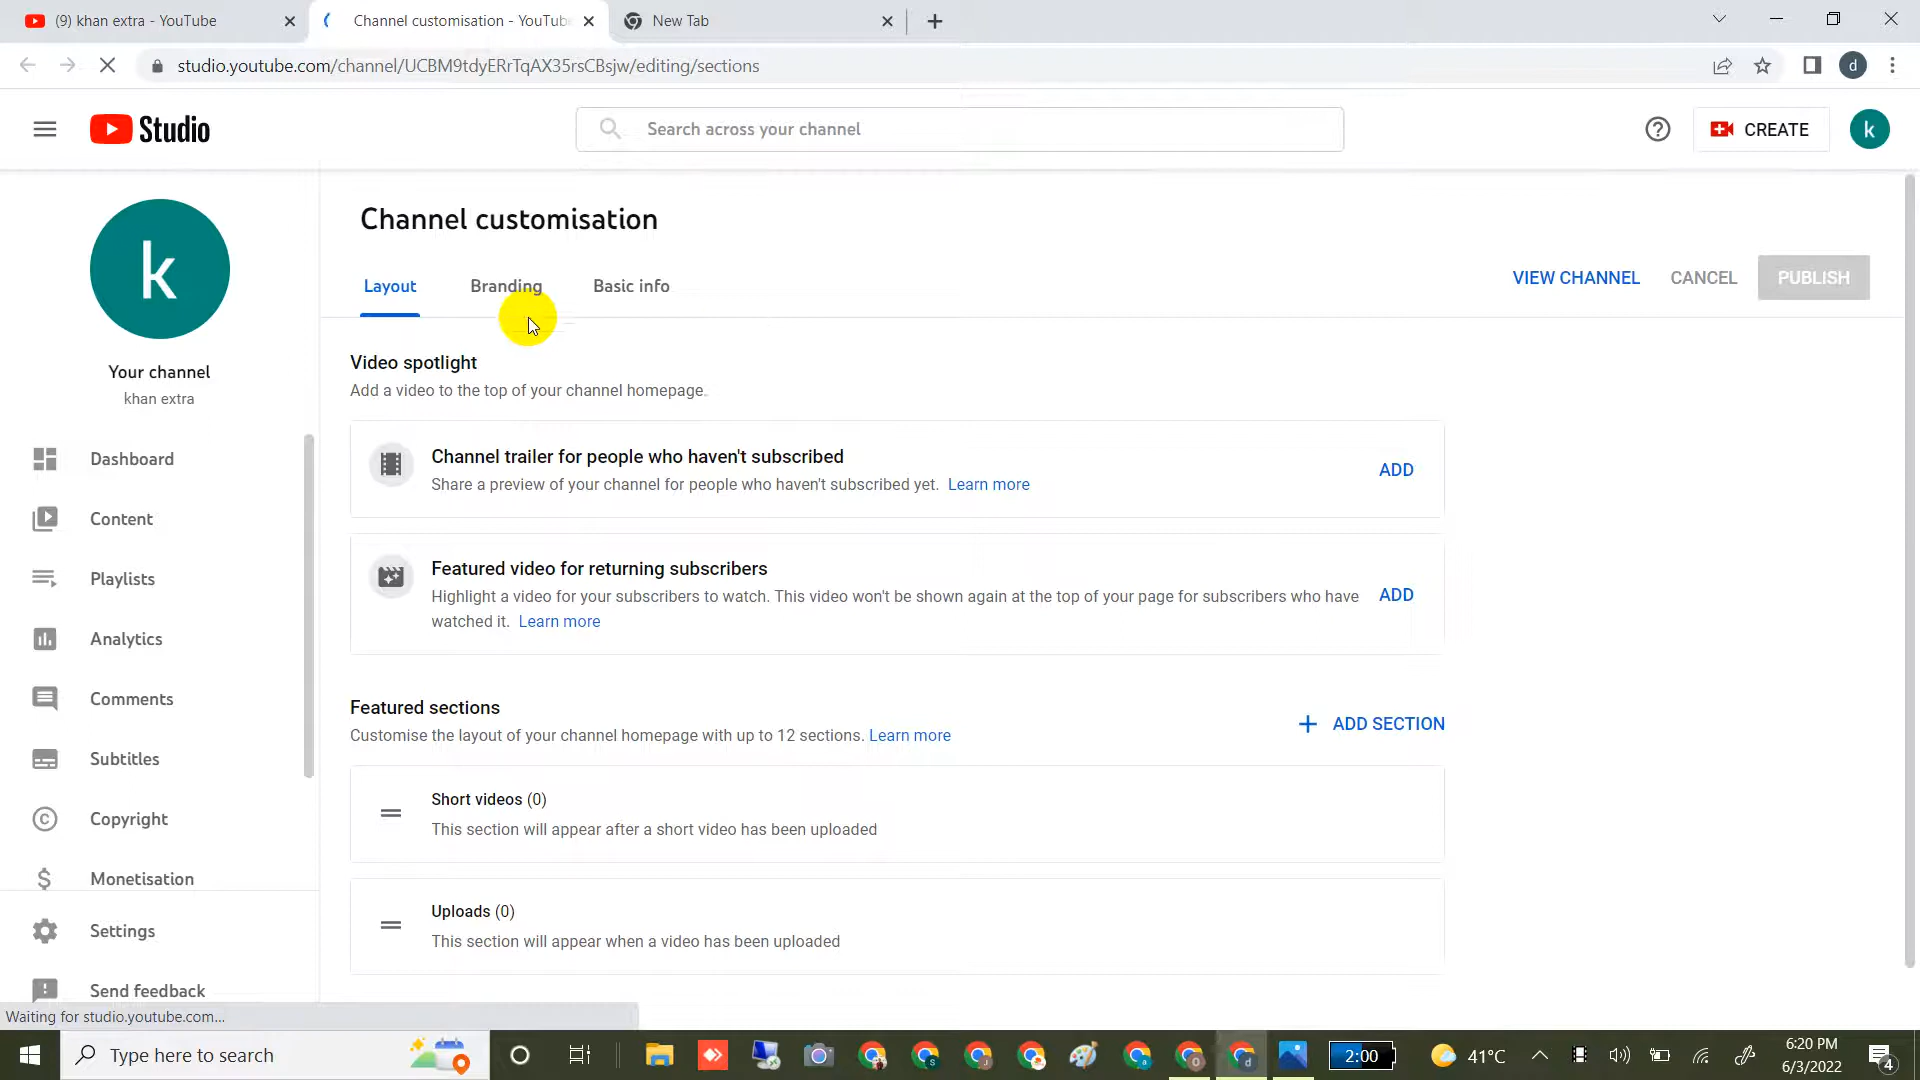 (9) khan extra - YouTube
Channel customisation - YouTub
New Tab
studio.youtube.com/channel/UCBM9tdyERrTqAX35rsCBsjw/editing/sections
d
Studio
Search across your channel
CREATE
k
k
Your channel
khan extra
Dashboard
Content
Playlists
Analytics
Comments
Subtitles
Copyright
Monetisation
Settings
Send feedback
Channel customisation
Layout
Branding
Basic info
VIEW CHANNEL
CANCEL
PUBLISH
Video spotlight
Add a video to the top of your channel homepage.
Channel trailer for people who haven't subscribed
Share a preview of your channel for people who haven't subscribed yet. Learn more
ADD
Featured video for returning subscribers
Highlight a video for your subscribers to watch. This video won't be shown again at the top of your page for subscribers who have
watched it. Learn more
ADD
Featured sections
Customise the layout of your channel homepage with up to 12 sections. Learn more
ADD SECTION
Short videos (0)
This section will appear after a short video has been uploaded
Uploads (0)
This section will appear when a video has been uploaded
Waiting for studio.youtube.com...
Type here to search
2:00
41°C
6:20 PM
6/3/2022
4